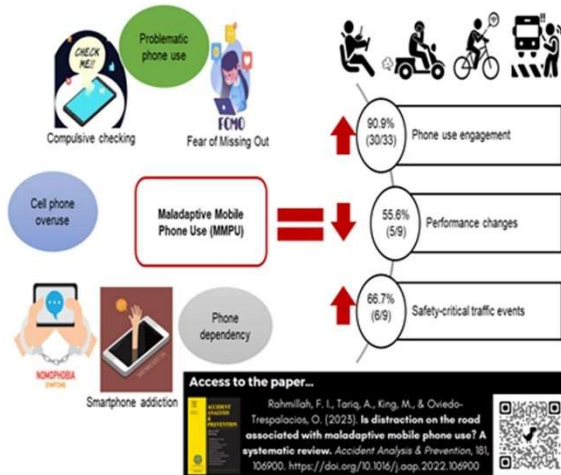 Problematic
phone use
CHECK
ME!!
Compulsive checking
FOMO
Fear of Missing Out
Cell phone
overuse
Maladaptive Mobile
Phone Use (MMPU)
NOMOPHOBIA
Smartphone addiction
Phone
dependency
90.9%
(30/33)
Phone use engagement
55.6%
(5/9)
Performance changes
66.7%
(6/9)
Safety-critical traffic events
Access to the paper...
ACCIDENT
ANALYSIS
&
PREVENTION
Rahmillah, F. I., Tariq, A., King, M., & Oviedo-
Trespalacios, O. (2023). Is distraction on the road
associated with maladaptive mobile phone use? A
systematic review. Accident Analysis & Prevention, 181,
106900. https://doi.org/10.1016/j.aap.2022.106900